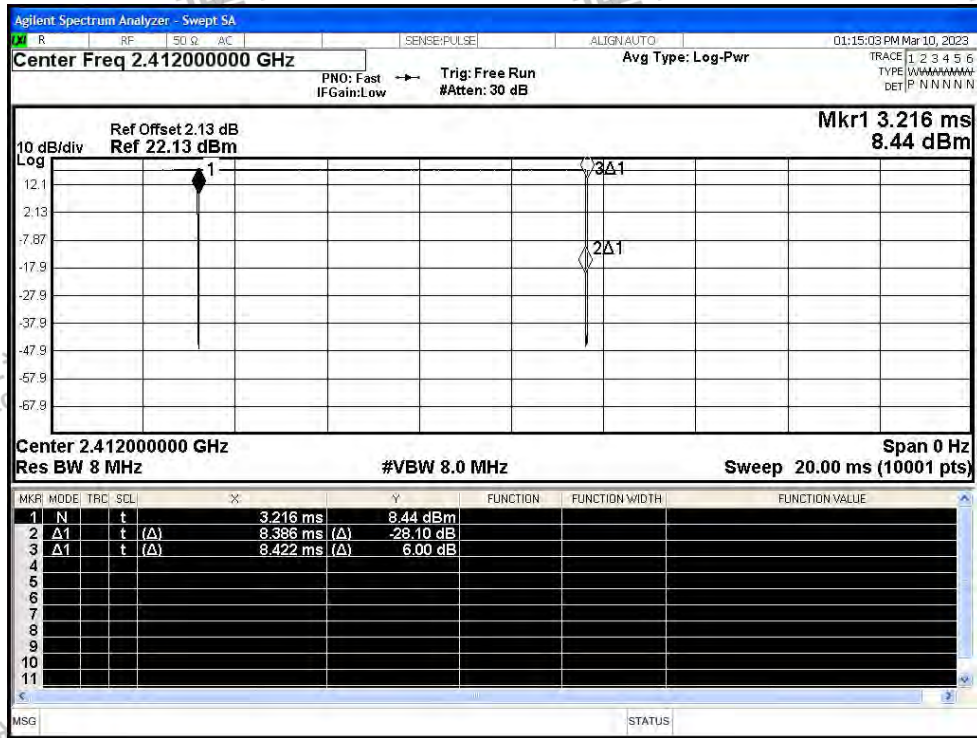 Agilent Spectrum Analyzer - Swept SA
LXI R RF 50 Ω AC SENSE:PULSE ALIGN AUTO 01:15:03 PM Mar 10, 2023
Center Freq 2.412000000 GHz
PNO: Fast
IFGain:Low
Trig: Free Run
#Atten: 30 dB
Avg Type: Log-Pwr
TRACE 1 2 3 4 5 6
TYPE WWWWWW
DET P N N N N N
Mkr1 3.216 ms
8.44 dBm
Ref Offset 2.13 dB
10 dB/div Ref 22.13 dBm
Log
1
3Δ1
12.1
2.13
-7.87
2Δ1
-17.9
-27.9
-37.9
-47.9
-57.9
-67.9
Center 2.412000000 GHz Span 0 Hz
Res BW 8 MHz #VBW 8.0 MHz Sweep 20.00 ms (10001 pts)
MKR MODE TRC SCL X Y FUNCTION FUNCTION WIDTH FUNCTION VALUE
1 N t 3.216 ms 8.44 dBm
2 Δ1 t (Δ) 8.386 ms (Δ) -28.10 dB
3 Δ1 t (Δ) 8.422 ms (Δ) 6.00 dB
4
5
6
7
8
9
10
11
MSG STATUS